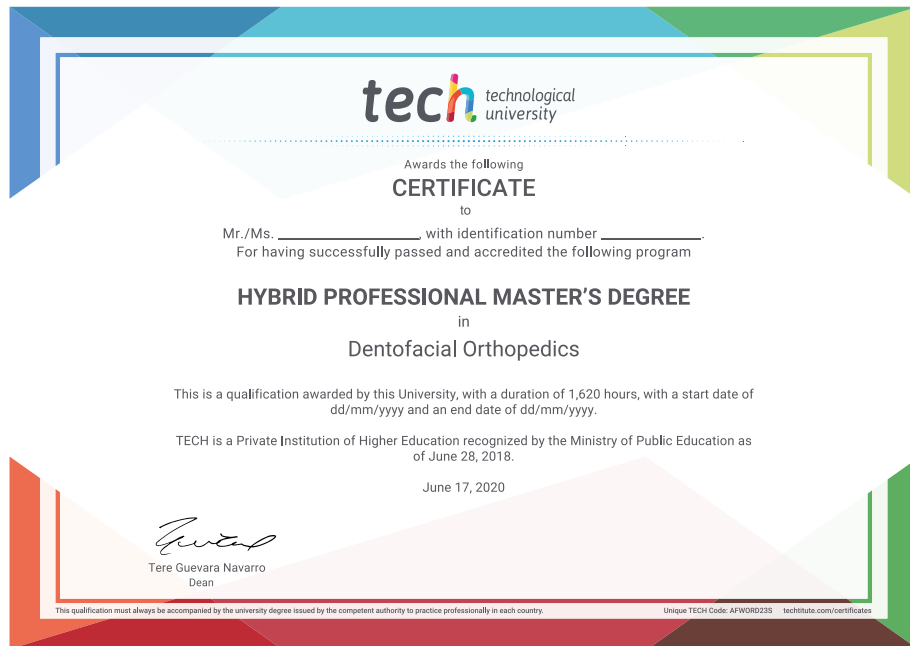 tech technological
university
Awards the following
CERTIFICATE
to
Mr./Ms. ____________________, with identification number ______________.
For having successfully passed and accredited the following program
HYBRID PROFESSIONAL MASTER’S DEGREE
in
Dentofacial Orthopedics
This is a qualification awarded by this University, with a duration of 1,620 hours, with a start date of
dd/mm/yyyy and an end date of dd/mm/yyyy.
TECH is a Private Institution of Higher Education recognized by the Ministry of Public Education as
of June 28, 2018.
June 17, 2020
Tere Guevara Navarro
Dean
This qualification must always be accompanied by the university degree issued by the competent authority to practice professionally in each country.
Unique TECH Code: AFWORD23S techtitute.com/certificates